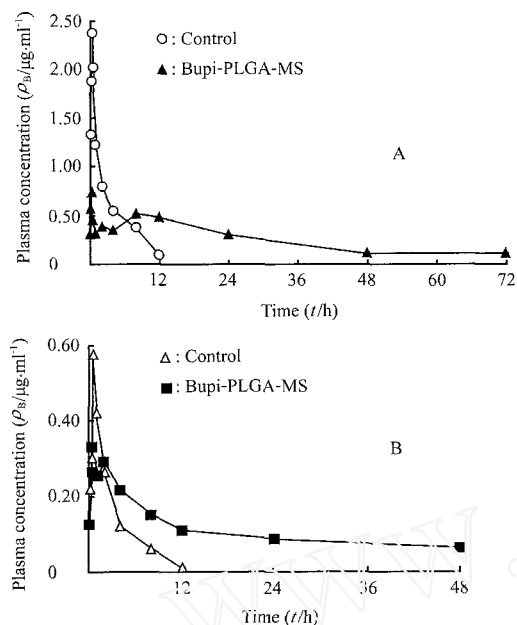 2.50
○ : Control
▲ : Bupi-PLGA-MS
2.00
1.50
A
1.00
0.50
0
12 24 36 48 60 72
Time (t/h)
Plasma concentration (ρB/μg·ml⁻¹)
0.60
△ : Control
■ : Bupi-PLGA-MS
0.40
B
0.20
0
12 24 36 48
Time (t/h)
Plasma concentration (ρB/μg·ml⁻¹)
www.